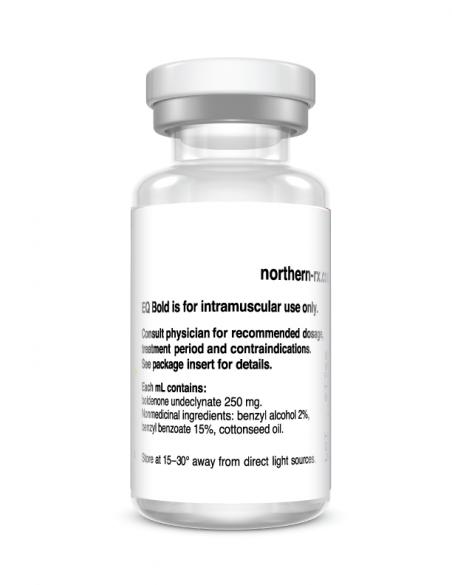 northern-rx.co
EQ Bold is for intramuscular use only.
Consult physician for recommended dosage,
treatment period and contraindications.
See package insert for details.
Each mL contains:
boldenone undeclynate 250 mg.
Nonmedicinal ingredients: benzyl alcohol 2%,
benzyl benzoate 15%, cottonseed oil.
Store at 15–30° away from direct light sources.